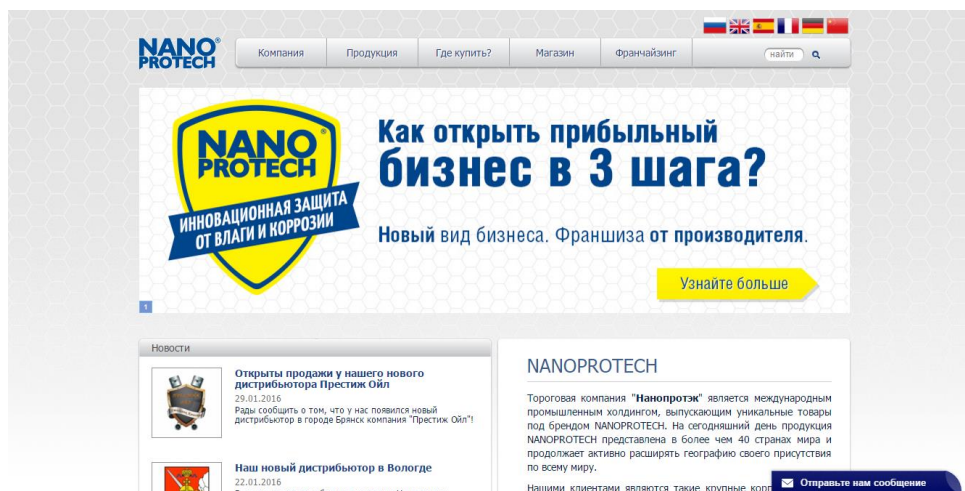 NANO®
PROTECH
Компания
Продукция
Где купить?
Магазин
Франчайзинг
найти
NANO®
PROTECH
ИННОВАЦИОННАЯ ЗАЩИТА
ОТ ВЛАГИ И КОРРОЗИИ
Как открыть прибыльный
бизнес в 3 шага?
Новый вид бизнеса. Франшиза от производителя.
Узнайте больше
1
Новости
Открыты продажи у нашего нового
дистрибьютора Престиж Ойл
29.01.2016
Рады сообщить о том, что у нас появился новый
дистрибьютор в городе Брянск компания "Престиж Ойл"!
Наш новый дистрибьютор в Вологде
22.01.2016
NANOPROTECH
Тороговая компания "Нанопротэк" является международным
промышленным холдингом, выпускающим уникальные товары
под брендом NANOPROTECH. На сегодняшний день продукция
NANOPROTECH представлена в более чем 40 странах мира и
продолжает активно расширять географию своего присутствия
по всему миру.
Нашими клиентами являются такие крупные
Отправьте нам сообщение